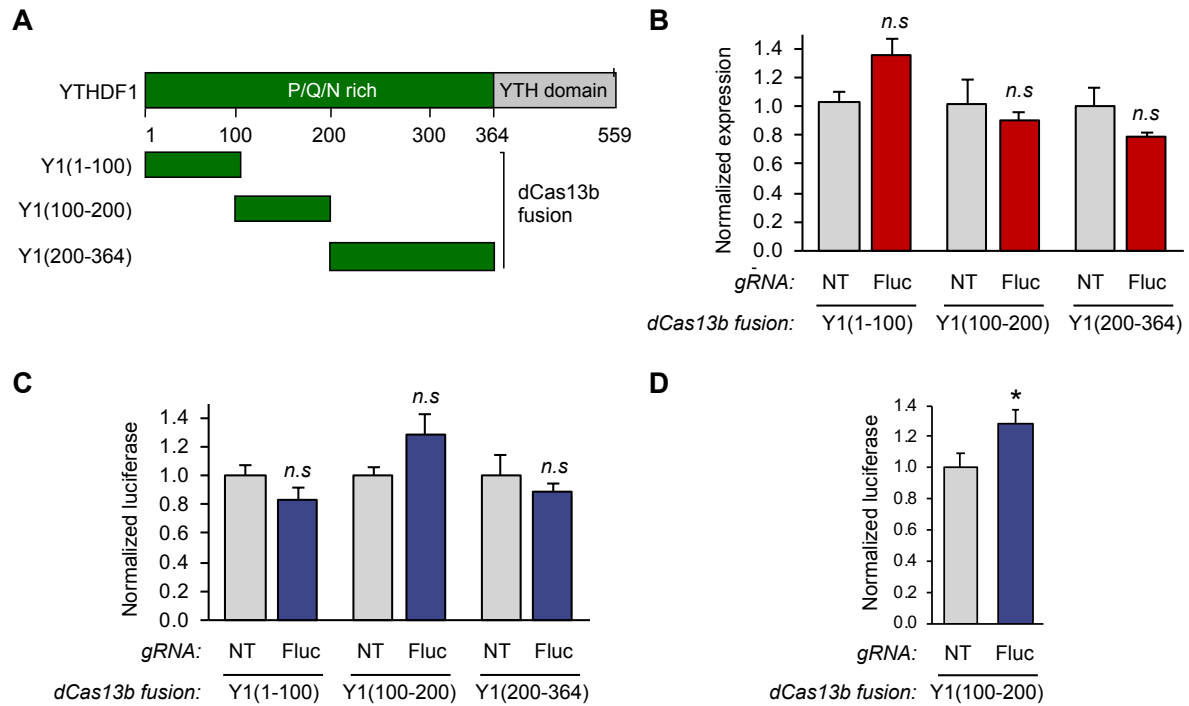 A
YTHDF1
P/Q/N rich
YTH domain
1 100 200 300 364 559
Y1(1-100)
Y1(100-200)
Y1(200-364)
dCas13b
fusion
B
Normalized expression
1.4
1.2
1.0
0.8
0.6
0.4
0.2
0.0
n.s
n.s
n.s
gRNA: NT Fluc NT Fluc NT Fluc
dCas13b fusion: Y1(1-100) Y1(100-200) Y1(200-364)
C
Normalized luciferase
1.4
1.2
1.0
0.8
0.6
0.4
0.2
0.0
n.s
n.s
n.s
gRNA: NT Fluc NT Fluc NT Fluc
dCas13b fusion: Y1(1-100) Y1(100-200) Y1(200-364)
D
Normalized luciferase
1.4
1.2
1.4
0.8
0.6
0.4
0.2
0.0
*
gRNA: NT Fluc
dCas13b fusion: Y1(100-200)